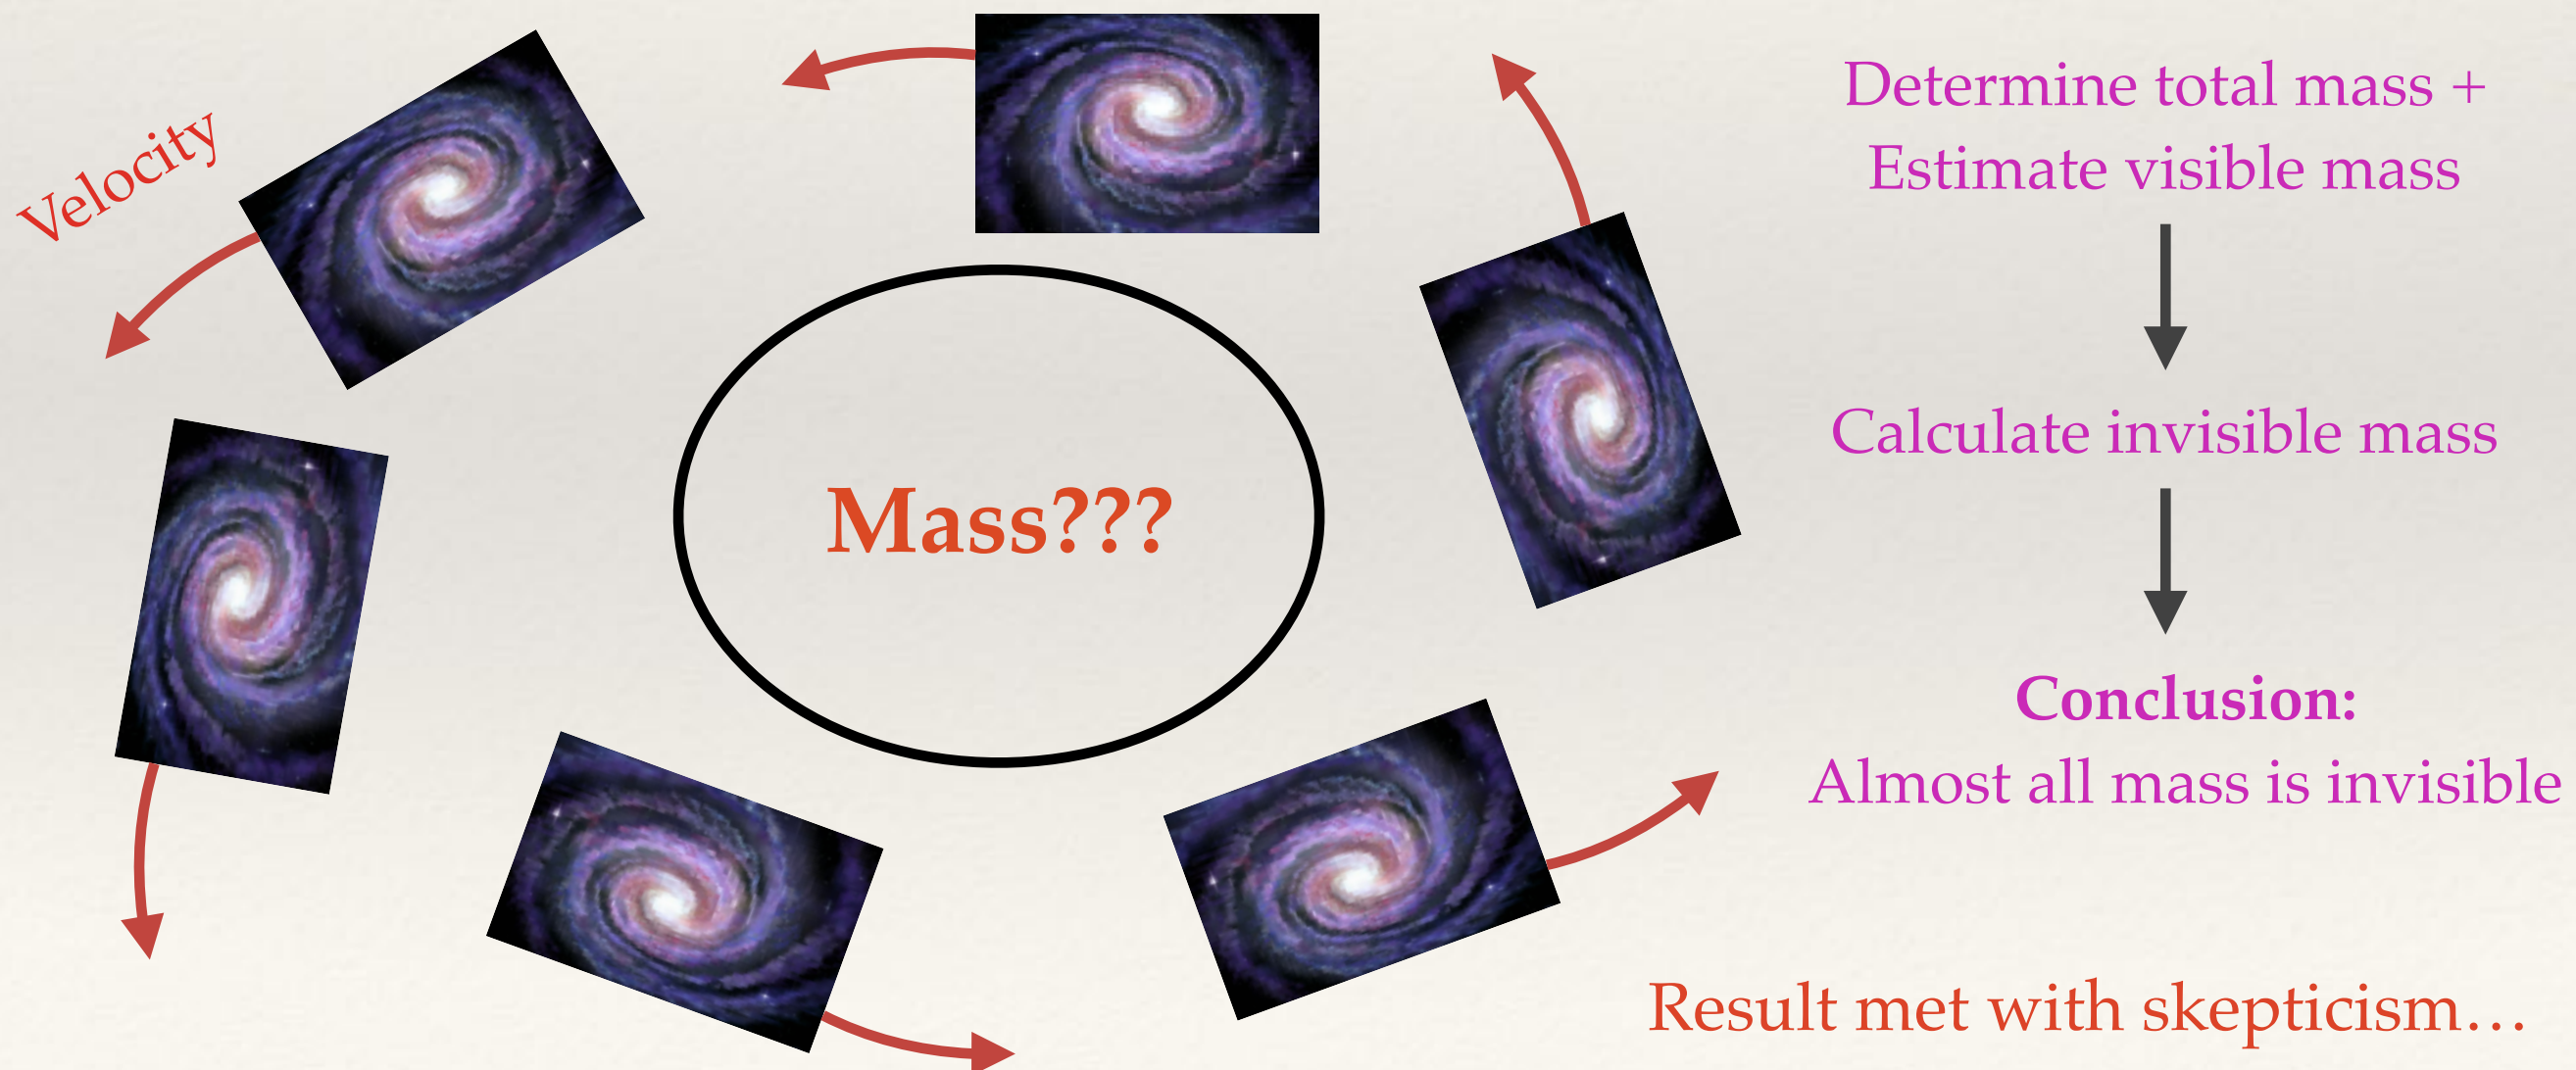 Velocity
Mass???
Determine total mass +
Estimate visible mass
Calculate invisible mass
Conclusion:
Almost all mass is invisible
Result met with skepticism…